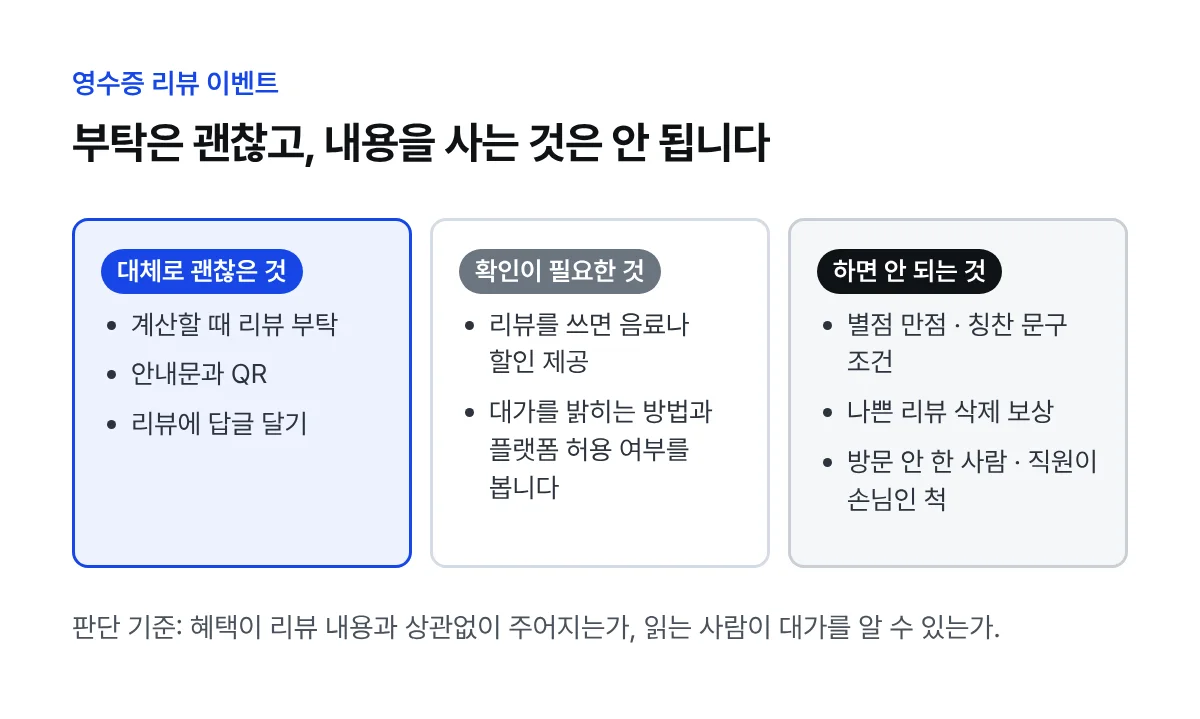 영수증 리뷰 이벤트
부탁은 괜찮고, 내용을 사는 것은 안 됩니다
대체로 괜찮은 것
• 계산할 때 리뷰 부탁
• 안내문과 QR
• 리뷰에 답글 달기
확인이 필요한 것
• 리뷰를 쓰면 음료나
할인 제공
• 대가를 밝히는 방법과
플랫폼 허용 여부를
봅니다
하면 안 되는 것
• 별점 만점 · 칭찬 문구
조건
• 나쁜 리뷰 삭제 보상
• 방문 안 한 사람 · 직원이
손님인 척
판단 기준: 혜택이 리뷰 내용과 상관없이 주어지는가, 읽는 사람이 대가를 알 수 있는가.